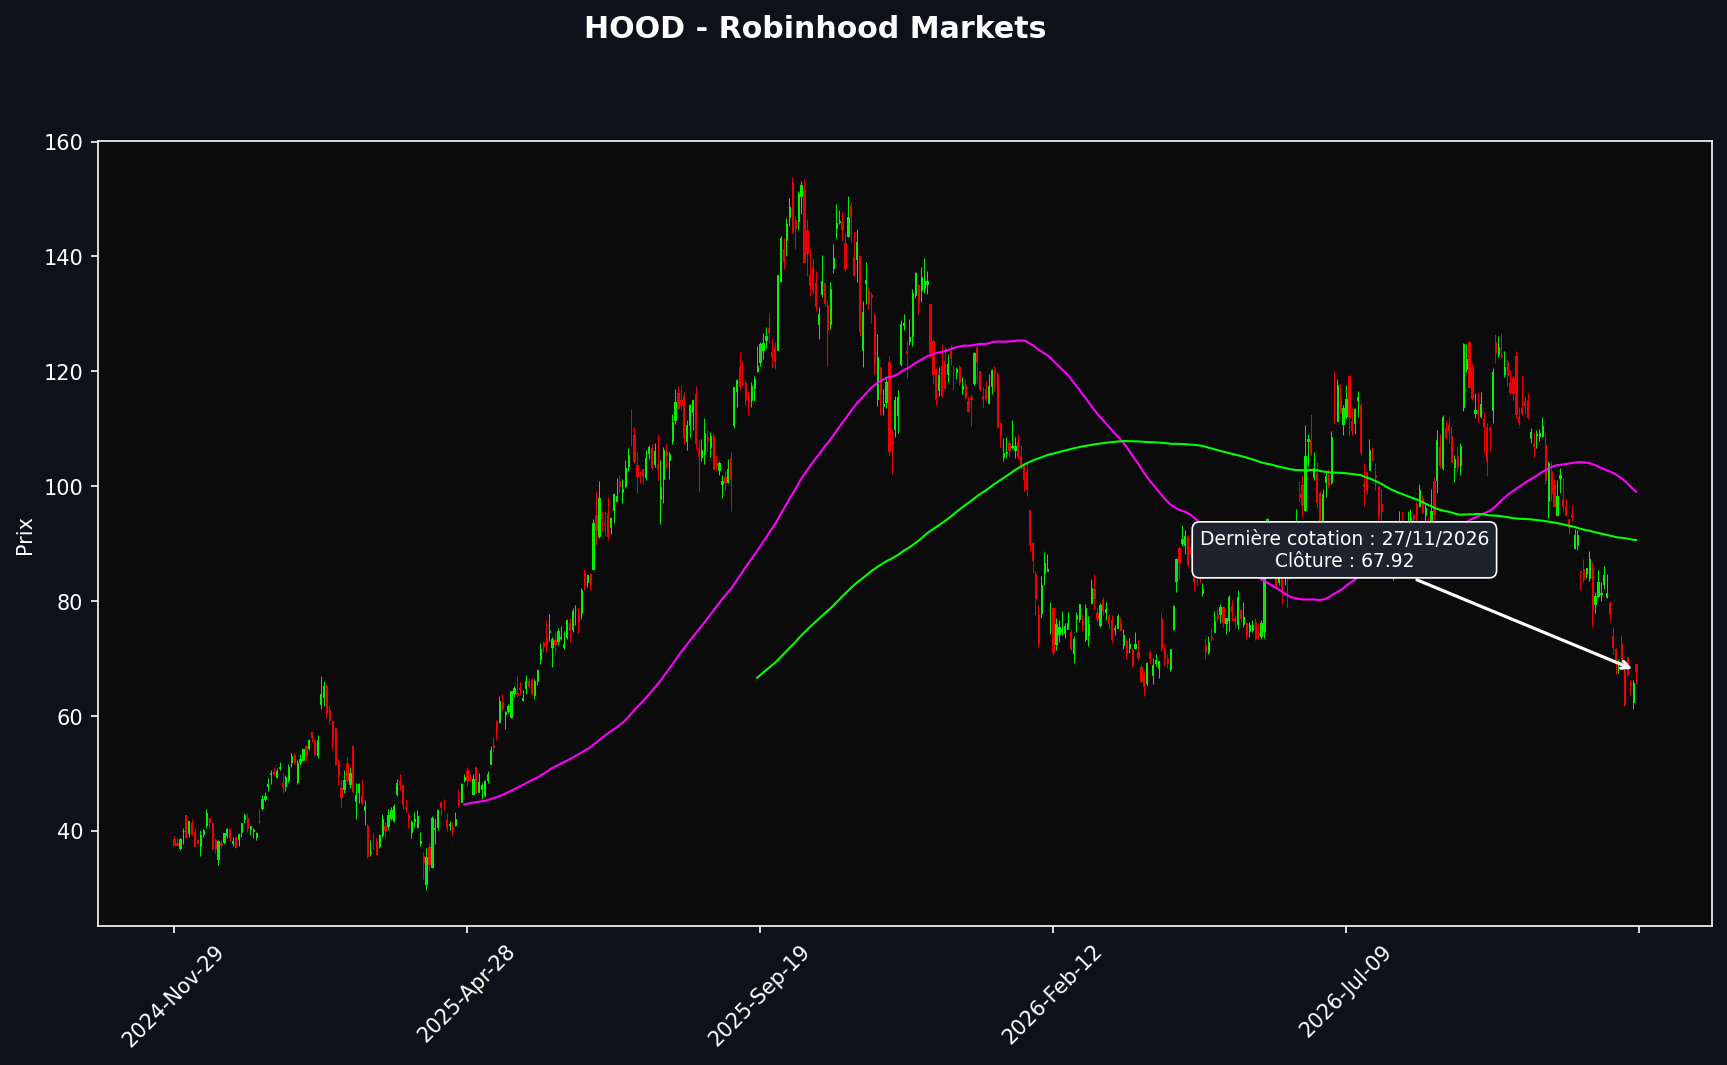 HOOD - Robinhood Markets
160
140
120
100
80
60
40
Prix
Dernière cotation : 27/11/2026
Clôture : 67.92
2024-Nov-29
2025-Apr-28
2025-Sep-19
2026-Feb-12
2026-Jul-09